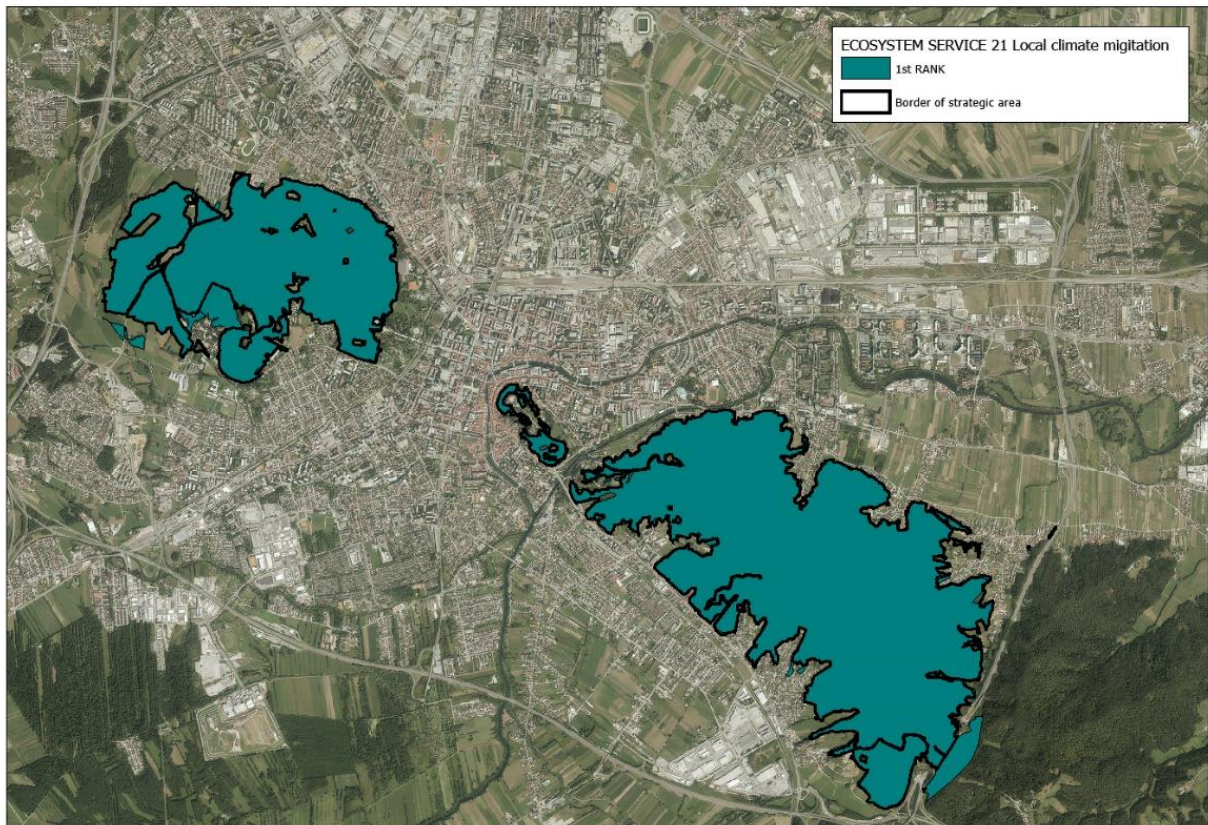 ECOSYSTEM SERVICE 21 Local climate migitation
1st RANK
Border of strategic area